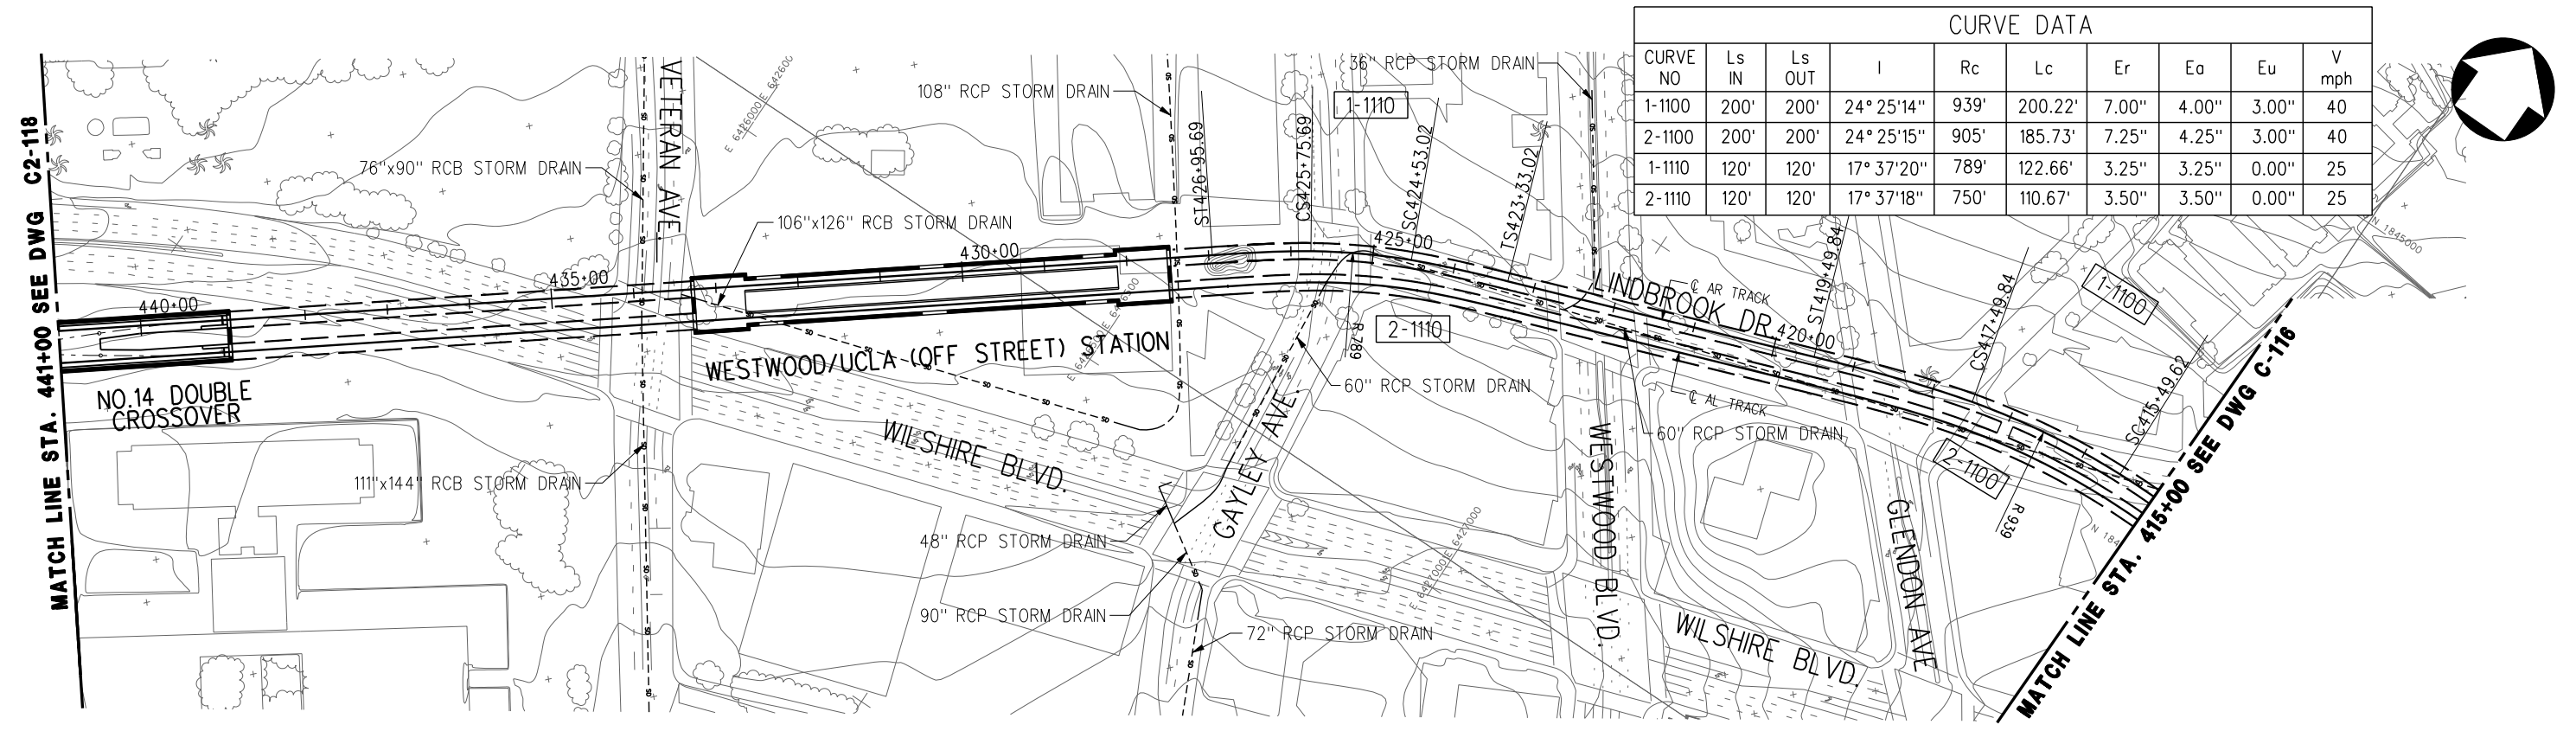 CURVE DATA
CURVE NO | Ls IN | Ls OUT | I | Rc | Lc | Er | Ea | Eu | V mph
1-1100 | 200' | 200' | 24° 25'14" | 939' | 200.22' | 7.00" | 4.00" | 3.00" | 40
2-1100 | 200' | 200' | 24° 25'15" | 905' | 185.73' | 7.25" | 4.25" | 3.00" | 40
1-1110 | 120' | 120' | 17° 37'20" | 789' | 122.66' | 3.25" | 3.25" | 0.00" | 25
2-1110 | 120' | 120' | 17° 37'18" | 750' | 110.67' | 3.50" | 3.50" | 0.00" | 25
MATCH LINE STA. 441+00 SEE DWG C2-118
440+00
NO.14 DOUBLE
CROSSOVER
435+00
VETERAN AVE.
76"x90" RCB STORM DRAIN
106"x126" RCB STORM DRAIN
111"x144" RCB STORM DRAIN
E 6426000
E 6426000
430+00
WESTWOOD/UCLA (OFF STREET) STATION
WILSHIRE BLVD.
108" RCP STORM DRAIN
ST426+95.69
CS425+75.69
SC424+53.02
TS423+33.02
1-1110
36" RCP STORM DRAIN
425+00
R 789
2-1110
60" RCP STORM DRAIN
GAYLEY AVE.
48" RCP STORM DRAIN
90" RCP STORM DRAIN
72" RCP STORM DRAIN
E 6427000
E 6427000
LINDBROOK DR.
℄ AR TRACK
℄ AL TRACK
60" RCP STORM DRAIN
WESTWOOD BLVD.
WILSHIRE BLVD.
GLENDON AVE
420+00
ST419+49.84
CS417+49.84
SC415+49.62
1-1100
2-1100
R 939
N 1845000
MATCH LINE STA. 415+00 SEE DWG C-116